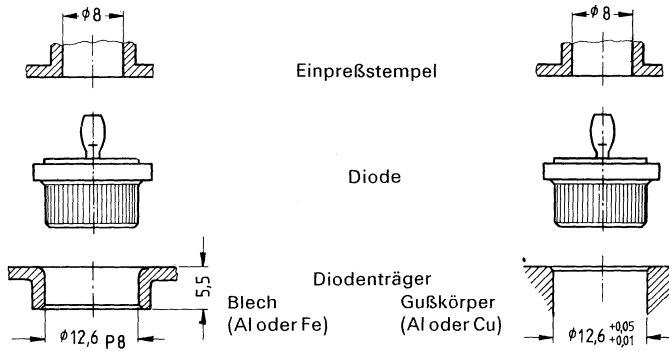 ϕ8
ϕ8
Einpreßstempel
Diode
5,5
Diodenträger
Blech
(Al oder Fe)
Gußkörper
(Al oder Cu)
ϕ12,6 P8
ϕ12,6 +0,05
+0,01